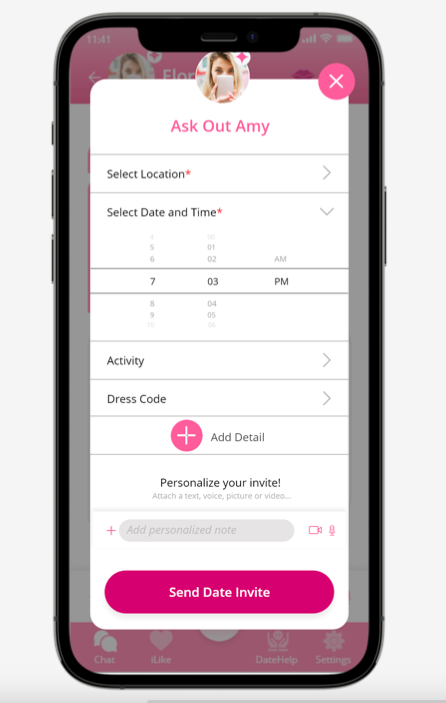 11:41
Flor
Ask Out Amy
Select Location*
Select Date and Time*
4 00
5 01
6 02 AM
7 03 PM
8 04
9 05
10 06
Activity
Dress Code
Add Detail
Personalize your invite!
Attach a text, voice, picture or video...
Add personalized note
Send Date Invite
Chat iLike DateHelp Settings